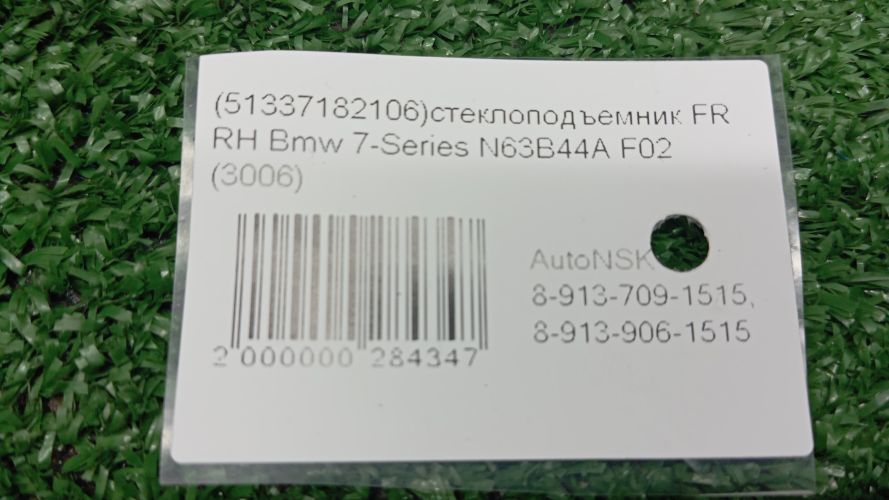 (51337182106)стеклоподъемник FR
RH Bmw 7-Series N63B44A F02
(3006)
AutoNSK
8-913-709-1515,
8-913-906-1515
2 000000 284347